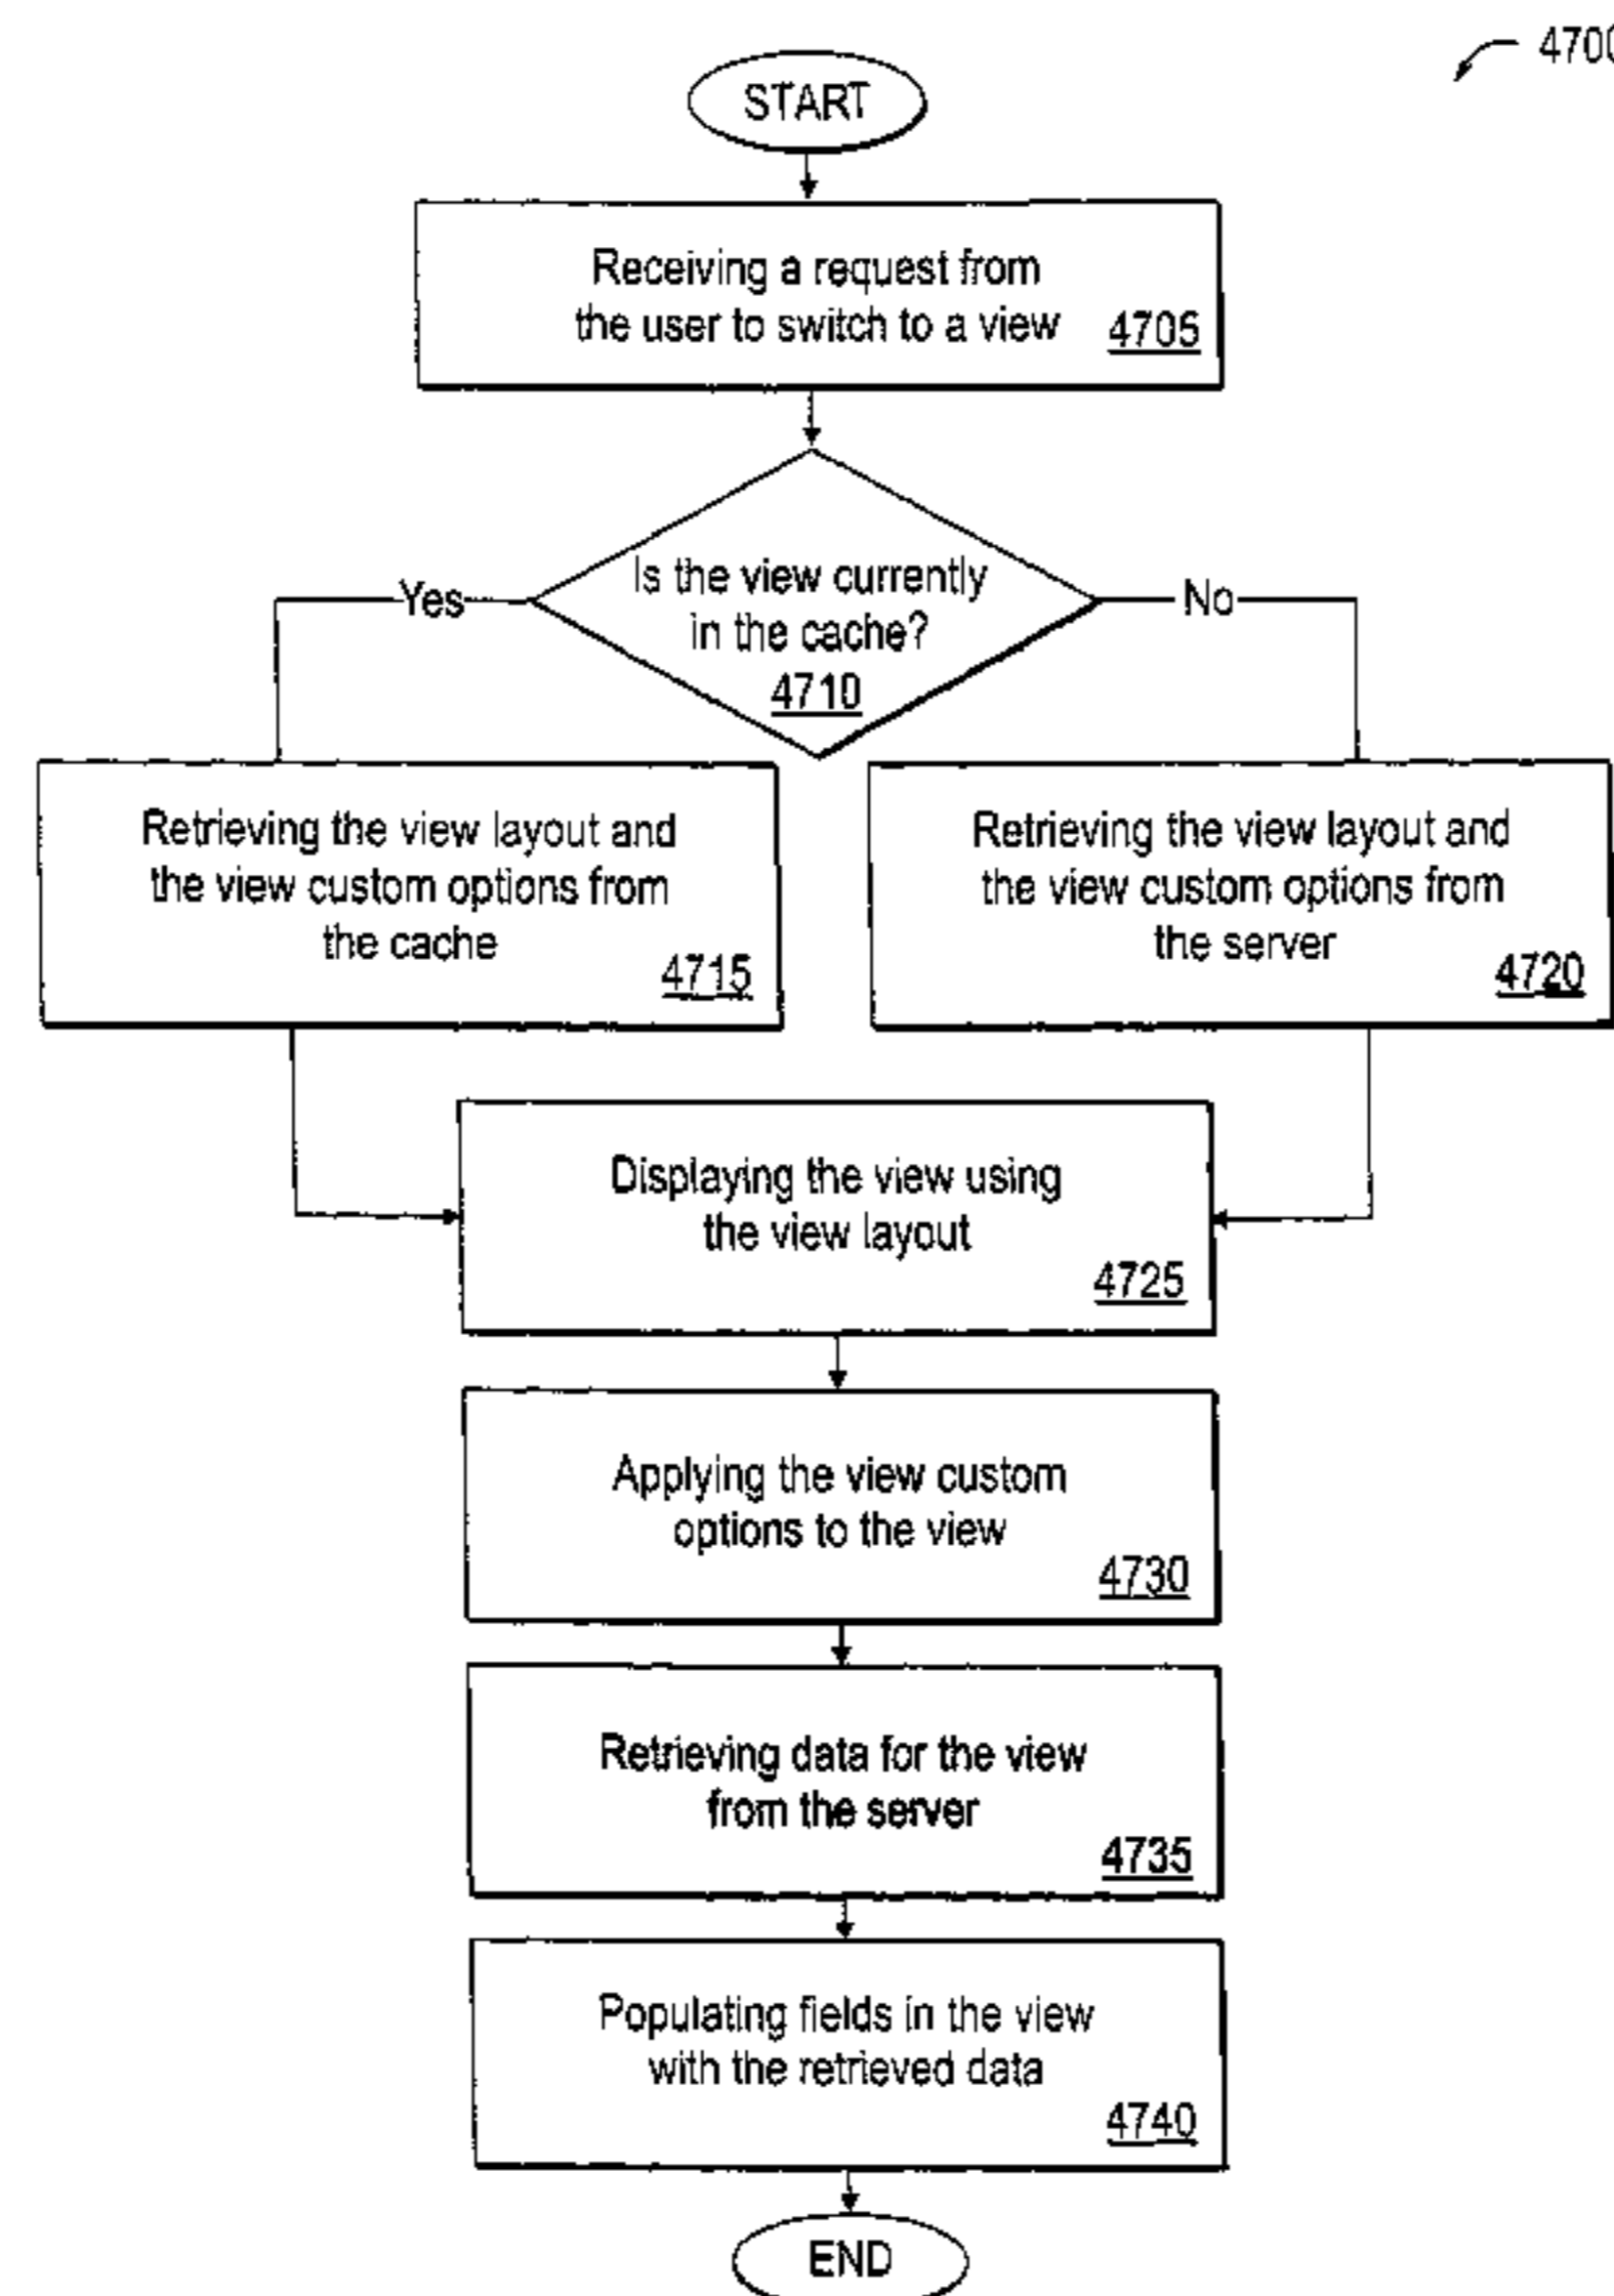 4700
START
Receiving a request from
the user to switch to a view
4705
Is the view currently
in the cache?
4710
Yes
No
Retrieving the view layout and
the view custom options from
the cache
4715
Retrieving the view layout and
the view custom options from
the server
4720
Displaying the view using
the view layout
4725
Applying the view custom
options to the view
4730
Retrieving data for the view
from the server
4735
Populating fields in the view
with the retrieved data
4740
END